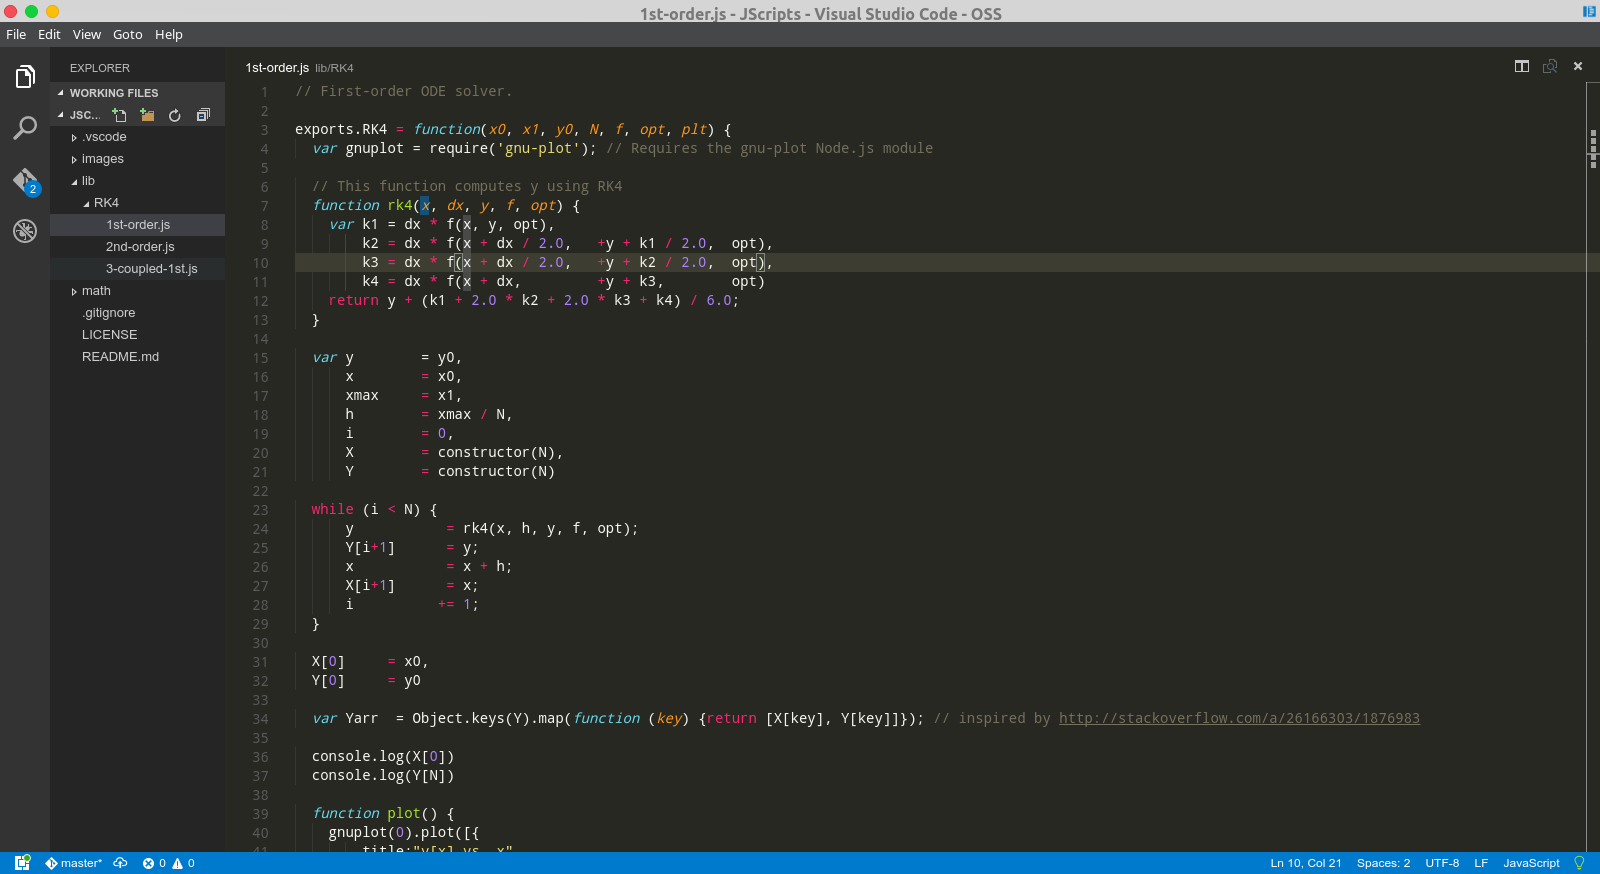 1st-order.js - JScripts - Visual Studio Code - OSS
File Edit View Goto Help
EXPLORER
WORKING FILES
JSC...
.vscode
images
lib
RK4
1st-order.js
2nd-order.js
3-coupled-1st.js
math
.gitignore
LICENSE
README.md
2
1st-order.js lib/RK4
1 // First-order ODE solver.
2
3 exports.RK4 = function(x0, x1, y0, N, f, opt, plt) {
4   var gnuplot = require('gnu-plot'); // Requires the gnu-plot Node.js module
5
6   // This function computes y using RK4
7   function rk4(x, dx, y, f, opt) {
8     var k1 = dx * f(x, y, opt),
9         k2 = dx * f(x + dx / 2.0,   +y + k1 / 2.0,  opt),
10         k3 = dx * f(x + dx / 2.0,   +y + k2 / 2.0,  opt),
11         k4 = dx * f(x + dx,         +y + k3,        opt)
12     return y + (k1 + 2.0 * k2 + 2.0 * k3 + k4) / 6.0;
13   }
14
15   var y        = y0,
16       x        = x0,
17       xmax     = x1,
18       h        = xmax / N,
19       i        = 0,
20       X        = constructor(N),
21       Y        = constructor(N)
22
23   while (i < N) {
24       y           = rk4(x, h, y, f, opt);
25       Y[i+1]      = y;
26       x           = x + h;
27       X[i+1]      = x;
28       i          += 1;
29   }
30
31   X[0]     = x0,
32   Y[0]     = y0
33
34   var Yarr  = Object.keys(Y).map(function (key) {return [X[key], Y[key]]}); // inspired by http://stackoverflow.com/a/26166303/1876983
35
36   console.log(X[0])
37   console.log(Y[N])
38
39   function plot() {
40     gnuplot(0).plot([{
41         title:"y[x] vs. x"
master* 0 0 Ln 10, Col 21 Spaces: 2 UTF-8 LF JavaScript